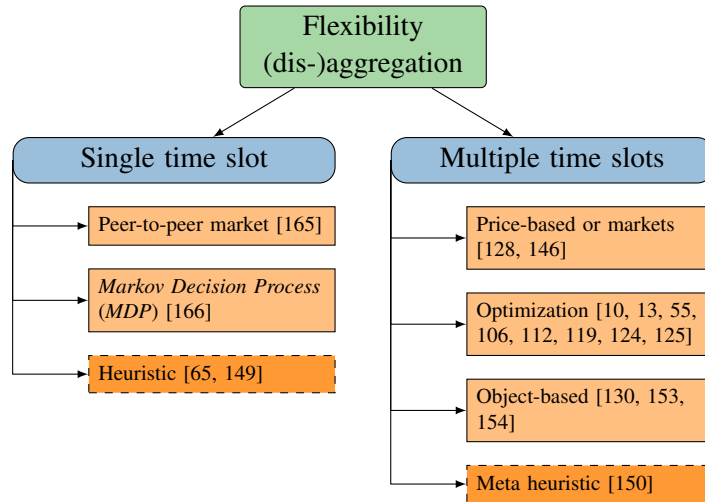 Flexibility
(dis-)aggregation
Single time slot
Peer-to-peer market [165]
Markov Decision Process
(MDP) [166]
Heuristic [65, 149]
Multiple time slots
Price-based or markets
[128, 146]
Optimization [10, 13, 55,
106, 112, 119, 124, 125]
Object-based [130, 153,
154]
Meta heuristic [150]